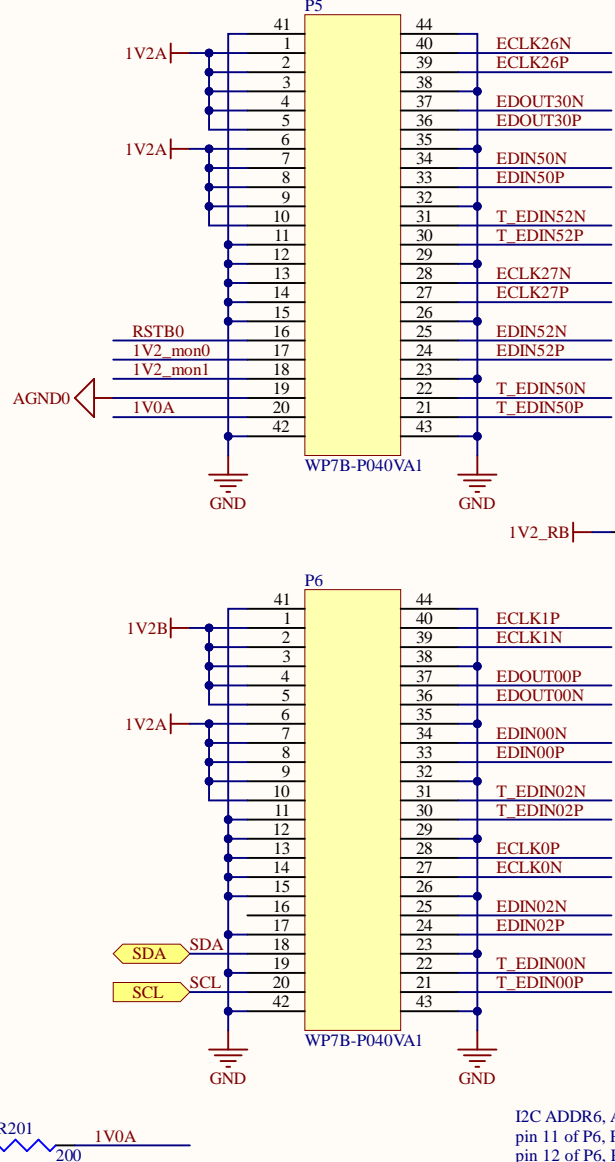 P5
41 44
1V2A 1 40 ECLK26N
2 39 ECLK26P
3 38
4 37 EDOUT30N
5 36 EDOUT30P
1V2A 6 35
7 34 EDIN50N
8 33 EDIN50P
9 32
10 31 T_EDIN52N
11 30 T_EDIN52P
12 29
13 28 ECLK27N
14 27 ECLK27P
15 26
RSTB0 16 25 EDIN52N
1V2_mon0 17 24 EDIN52P
1V2_mon1 18 23
AGND0 19 22 T_EDIN50N
1V0A 20 21 T_EDIN50P
42 43
WP7B-P040VA1
GND GND
1V2_RB
P6
41 44
1V2B 1 40 ECLK1P
2 39 ECLK1N
3 38
4 37 EDOUT00P
5 36 EDOUT00N
1V2A 6 35
7 34 EDIN00N
8 33 EDIN00P
9 32
10 31 T_EDIN02N
11 30 T_EDIN02P
12 29
13 28 ECLK0P
14 27 ECLK0N
15 26
16 25 EDIN02N
17 24 EDIN02P
SDA SDA 18 23
19 22 T_EDIN00N
SCL SCL 20 21 T_EDIN00P
42 43
WP7B-P040VA1
GND GND
R201 1V0A
200
I2C ADDR6,
pin 11 of P6,
pin 12 of P6,